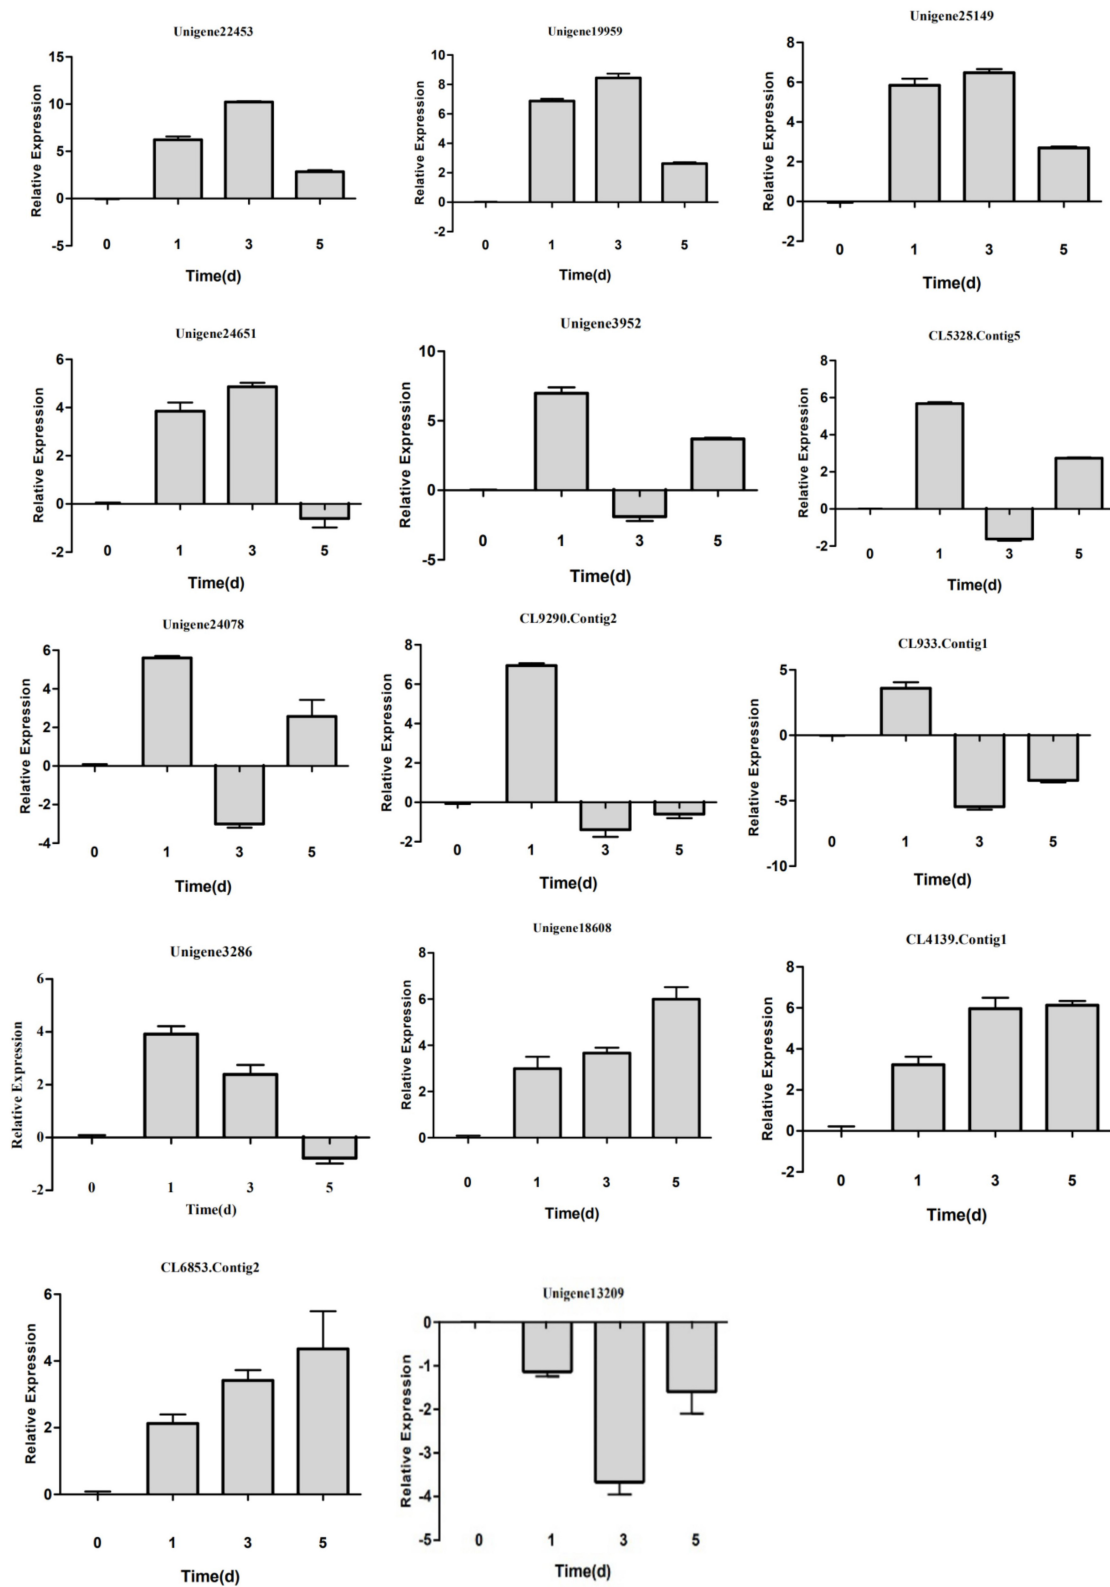 Unigene22453
Relative Expression
15
10
5
0
-5
0 1 3 5
Time(d)
Unigene19959
Relative Expression
10
8
6
4
2
0
-2
0 1 3 5
Time(d)
Unigene25149
Relative Expression
8
6
4
2
0
-2
0 1 3 5
Time(d)
Unigene24651
Relative Expression
6
4
2
0
-2
0 1 3 5
Time(d)
Unigene3952
Relative Expression
10
5
0
-5
0 1 3 5
Time(d)
CL5328.Contig5
Relative Expression
8
6
4
2
0
-2
0 1 3 5
Time(d)
Unigene24078
Relative Expression
6
4
2
0
-2
-4
0 1 3 5
Time(d)
CL9290.Contig2
Relative Expression
8
6
4
2
0
-2
0 1 3 5
Time(d)
CL933.Contig1
Relative Expression
5
0
-5
-10
0 1 3 5
Time(d)
Unigene3286
Relative Expression
6
4
2
0
-2
0 1 3 5
Time(d)
Unigene18608
Relative Expression
8
6
4
2
0
0 1 3 5
Time(d)
CL4139.Contig1
Relative Expression
8
6
4
2
0
-2
0 1 3 5
Time(d)
CL6853.Contig2
Relative Expression
6
4
2
0
0 1 3 5
Time(d)
Unigene13209
Relative Expression
0
-1
-2
-3
-4
-5
0 1 3 5
Time(d)